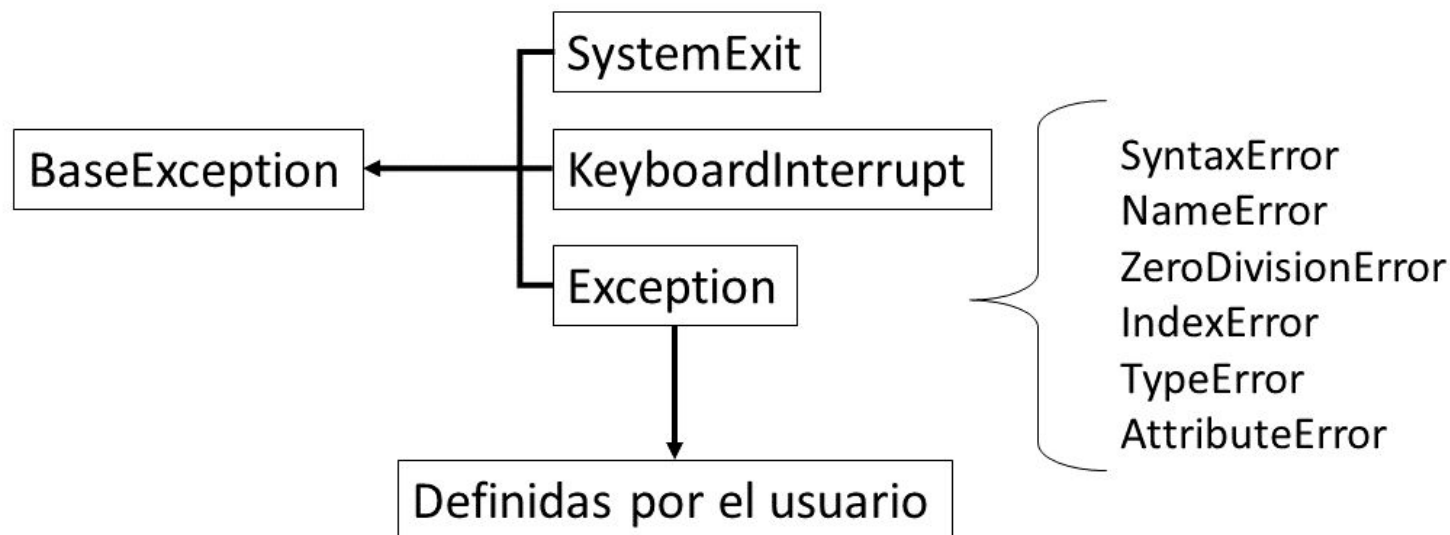 SystemExit
BaseException
KeyboardInterrupt
Exception
Definidas por el usuario
SyntaxError
NameError
ZeroDivisionError
IndexError
TypeError
AttributeError